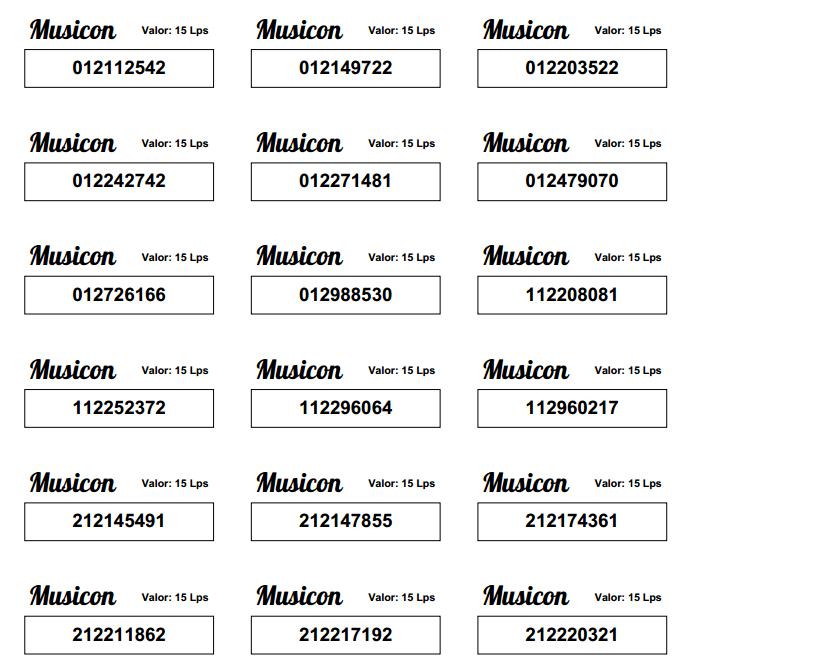 Musicon Valor: 15 Lps Musicon Valor: 15 Lps Musicon Valor: 15 Lps
012112542 012149722 012203522
Musicon Valor: 15 Lps Musicon Valor: 15 Lps Musicon Valor: 15 Lps
012242742 012271481 012479070
Musicon Valor: 15 Lps Musicon Valor: 15 Lps Musicon Valor: 15 Lps
012726166 012988530 112208081
Musicon Valor: 15 Lps Musicon Valor: 15 Lps Musicon Valor: 15 Lps
112252372 112296064 112960217
Musicon Valor: 15 Lps Musicon Valor: 15 Lps Musicon Valor: 15 Lps
212145491 212147855 212174361
Musicon Valor: 15 Lps Musicon Valor: 15 Lps Musicon Valor: 15 Lps
212211862 212217192 212220321